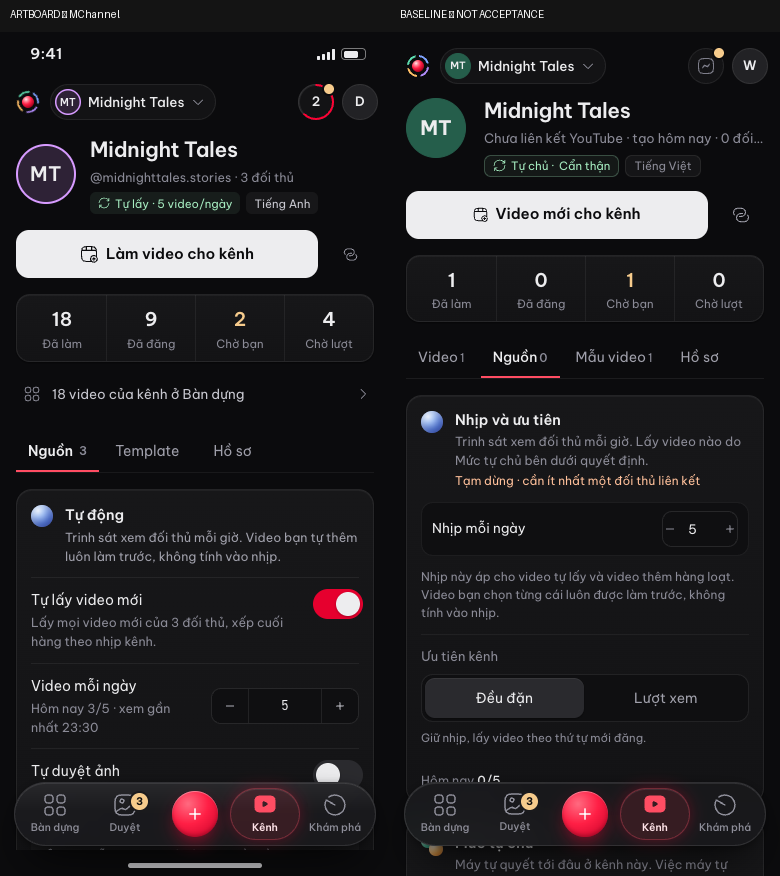 ARTBOARD MChannel
9:41
MT Midnight Tales
2
D
MT
Midnight Tales
@midnighttales.stories · 3 đối thủ
Tự lấy · 5 video/ngày
Tiếng Anh
Làm video cho kênh
18
Đã làm
9
Đã đăng
2
Chờ bạn
4
Chờ lượt
18 video của kênh ở Bàn dựng
Nguồn 3
Template
Hồ sơ
Tự động
Trinh sát xem đối thủ mỗi giờ. Video bạn tự thêm
luôn làm trước, không tính vào nhịp.
Tự lấy video mới
Lấy mọi video mới của 3 đối thủ, xếp cuối
hàng theo nhịp kênh.
Video mỗi ngày
Hôm nay 3/5 · xem gần
nhất 23:30
− 5 +
Tự duyệt ảnh
Bàn dựng
3
Duyệt
+
Kênh
Khám phá
BASELINE NOT ACCEPTANCE
MT Midnight Tales
W
MT
Midnight Tales
Chưa liên kết YouTube · tạo hôm nay · 0 đối...
Tự chủ · Cẩn thận
Tiếng Việt
Video mới cho kênh
1
Đã làm
0
Đã đăng
1
Chờ bạn
0
Chờ lượt
Video 1
Nguồn 0
Mẫu video 1
Hồ sơ
Nhịp và ưu tiên
Trinh sát xem đối thủ mỗi giờ. Lấy video nào do
Mức tự chủ bên dưới quyết định.
Tạm dừng · cần ít nhất một đối thủ liên kết
Nhịp mỗi ngày
− 5 +
Nhịp này áp cho video tự lấy và video thêm hàng loạt.
Video bạn chọn từng cái luôn được làm trước, không
tính vào nhịp.
Ưu tiên kênh
Đều đặn
Lượt xem
Giữ nhịp, lấy video theo thứ tự mới đăng.
Hôm nay 0/5
Bàn dựng
3
Duyệt
+
Kênh
Khám phá
Máy tự quyết tới đâu ở kênh này. Việc máy tự